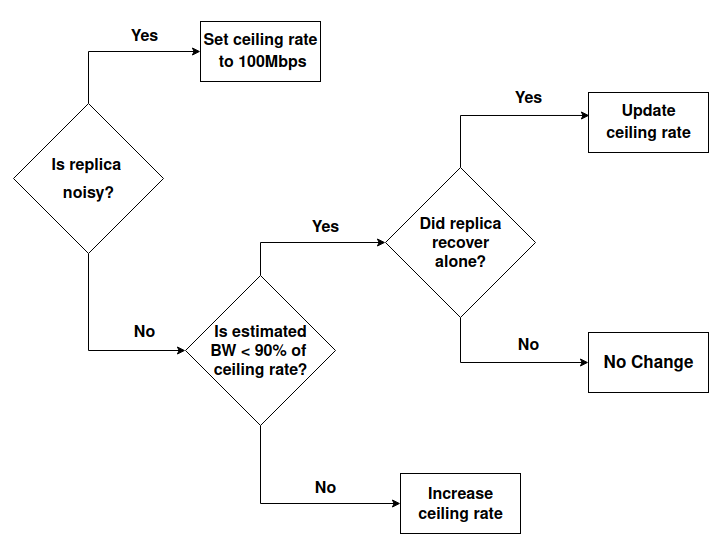 Yes
Set ceiling rate
to 100Mbps
Is replica
noisy?
No
Yes
Is estimated
BW < 90% of
ceiling rate?
Yes
Update
ceiling rate
Did replica
recover
alone?
No
No Change
No
Increase
ceiling rate